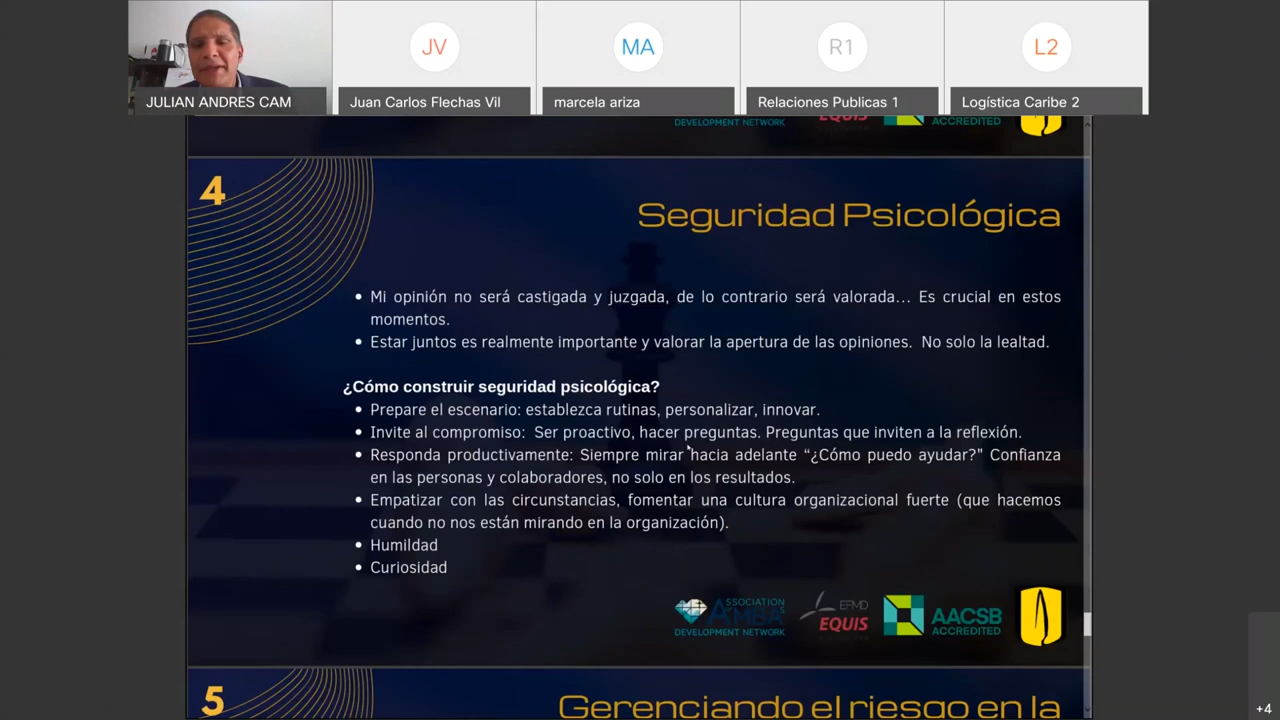 JV
MA
R1
L2
JULIAN ANDRES CAM
Juan Carlos Flechas Vil
marcela ariza
Relaciones Publicas 1
Logística Caribe 2
DEVELOPMENT NETWORK
EQUIS
ACCREDITED
4
Seguridad Psicológica
• Mi opinión no será castigada y juzgada, de lo contrario será valorada... Es crucial en estos
momentos.
• Estar juntos es realmente importante y valorar la apertura de las opiniones. No solo la lealtad.
¿Cómo construir seguridad psicológica?
• Prepare el escenario: establezca rutinas, personalizar, innovar.
• Invite al compromiso: Ser proactivo, hacer preguntas. Preguntas que inviten a la reflexión.
• Responda productivamente: Siempre mirar hacia adelante “¿Cómo puedo ayudar?" Confianza
en las personas y colaboradores, no solo en los resultados.
• Empatizar con las circunstancias, fomentar una cultura organizacional fuerte (que hacemos
cuando no nos están mirando en la organización).
• Humildad
• Curiosidad
SSOCIATION
AMBA
DEVELOPMENT NETWORK
EFMD
EQUIS
AACSB
ACCREDITED
5
Gerenciando el riesgo en la
+4